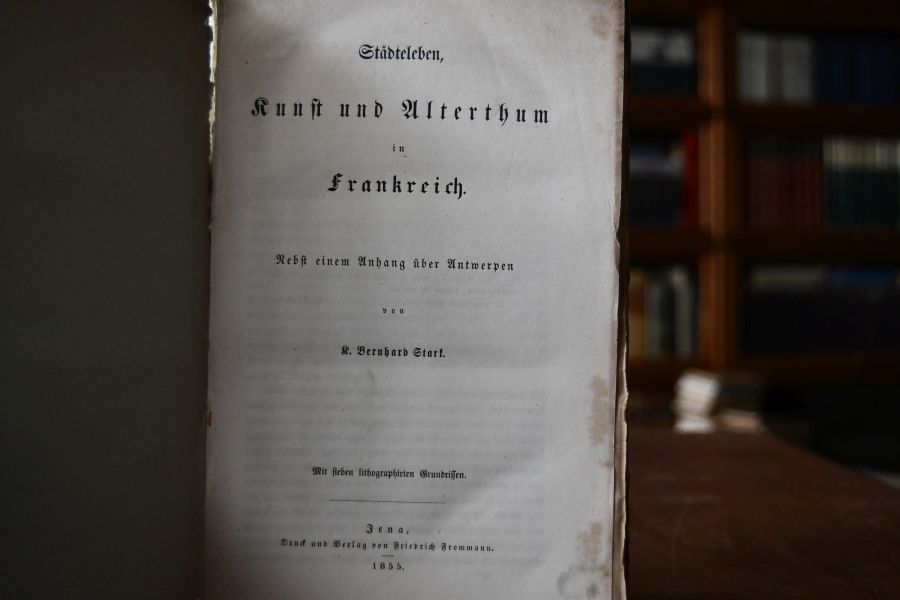 Städteleben,
Kunst und Alterthum
in
Frankreich.
Nebst einem Anhang über Antwerpen
von
K. Bernhard Stark.
Mit sieben lithographirten Grundrissen.
Jena,
Druck und Verlag von Friedrich Frommann.
1855.